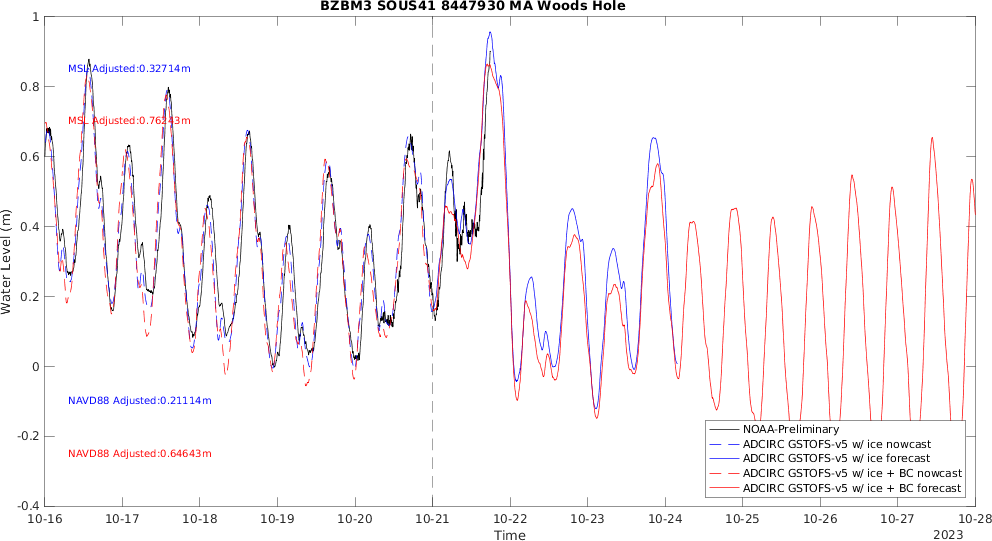 BZBM3 SOUS41 8447930 MA Woods Hole
1
0.8
0.6
0.4
0.2
0
-0.2
-0.4
Water Level (m)
MSL Adjusted:0.32714m
MSL Adjusted:0.76243m
NAVD88 Adjusted:0.21114m
NAVD88 Adjusted:0.64643m
NOAA-Preliminary
ADCIRC GSTOFS-v5 w/ ice nowcast
ADCIRC GSTOFS-v5 w/ ice forecast
ADCIRC GSTOFS-v5 w/ ice + BC nowcast
ADCIRC GSTOFS-v5 w/ ice + BC forecast
10-16 10-17 10-18 10-19 10-20 10-21 10-22 10-23 10-24 10-25 10-26 10-27 10-28
Time
2023